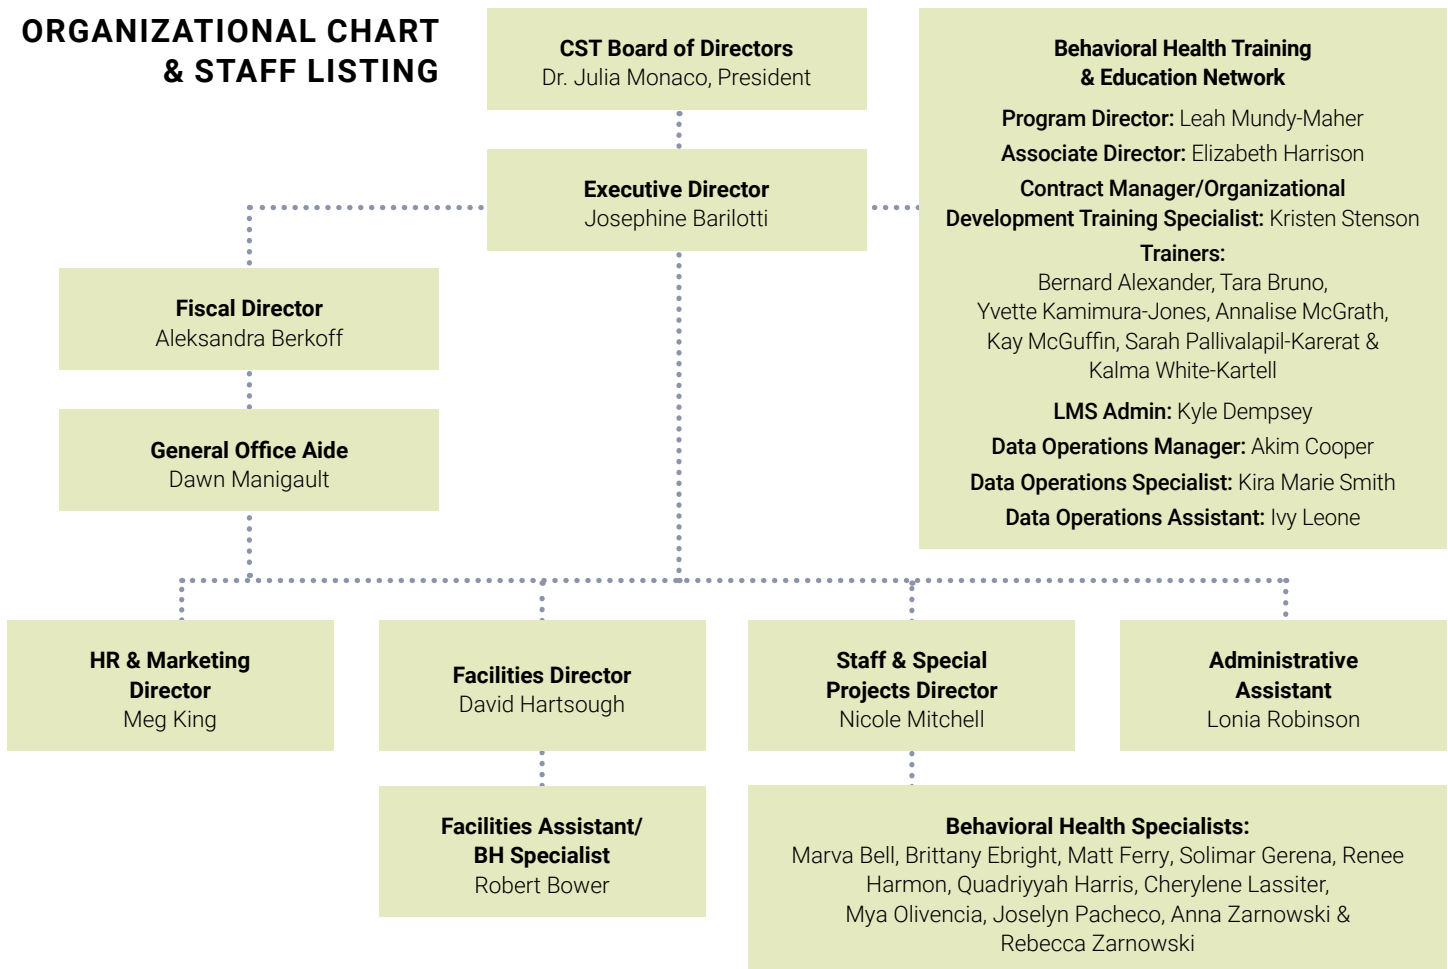 ORGANIZATIONAL CHART
& STAFF LISTING
CST Board of Directors
Dr. Julia Monaco, President
Executive Director
Josephine Barilotti
Behavioral Health Training
& Education Network
Program Director: Leah Mundy-Maher
Associate Director: Elizabeth Harrison
Contract Manager/Organizational
Development Training Specialist: Kristen Stenson
Trainers:
Bernard Alexander, Tara Bruno,
Yvette Kamimura-Jones, Annalise McGrath,
Kay McGuffin, Sarah Pallivalapil-Karerat &
Kalma White-Kartell
LMS Admin: Kyle Dempsey
Data Operations Manager: Akim Cooper
Data Operations Specialist: Kira Marie Smith
Data Operations Assistant: Ivy Leone
Fiscal Director
Aleksandra Berkoff
General Office Aide
Dawn Manigault
HR & Marketing
Director
Meg King
Facilities Director
David Hartsough
Staff & Special
Projects Director
Nicole Mitchell
Administrative
Assistant
Lonia Robinson
Facilities Assistant/
BH Specialist
Robert Bower
Behavioral Health Specialists:
Marva Bell, Brittany Ebright, Matt Ferry, Solimar Gerena, Renee
Harmon, Quadriyyah Harris, Cherylene Lassiter,
Mya Olivencia, Joselyn Pacheco, Anna Zarnowski &
Rebecca Zarnowski